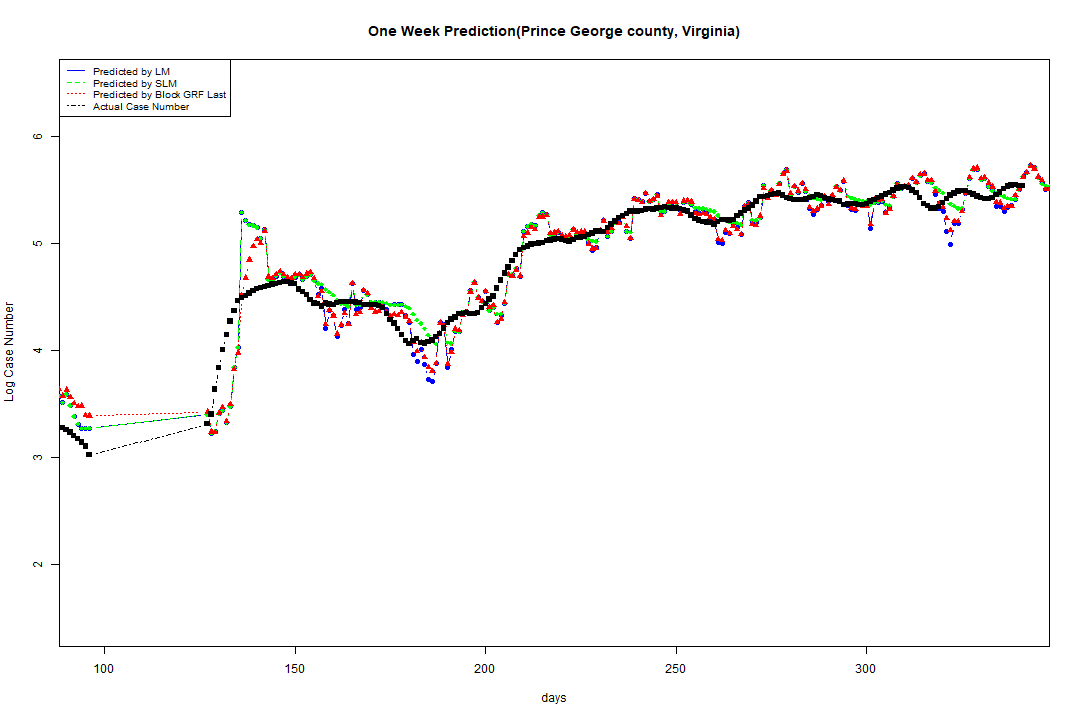 One Week Prediction(Prince George county, Virginia)
Predicted by LM
Predicted by SLM
Predicted by Block GRF Last
Actual Case Number
6
5
4
3
2
Log Case Number
100 150 200 250 300
days